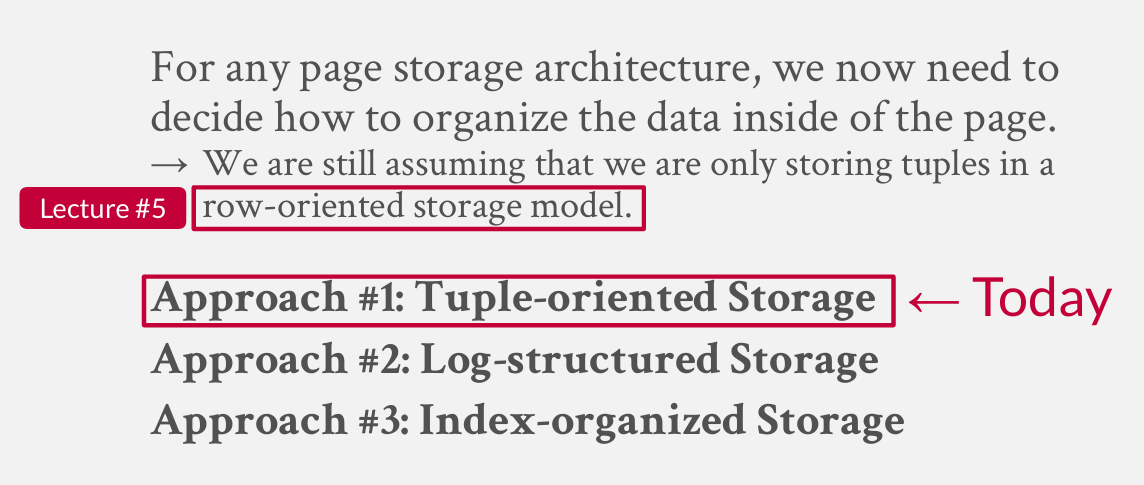 For any page storage architecture, we now need to
decide how to organize the data inside of the page.
→ We are still assuming that we are only storing tuples in a
Lecture #5 row-oriented storage model.
Approach #1: Tuple-oriented Storage ← Today
Approach #2: Log-structured Storage
Approach #3: Index-organized Storage